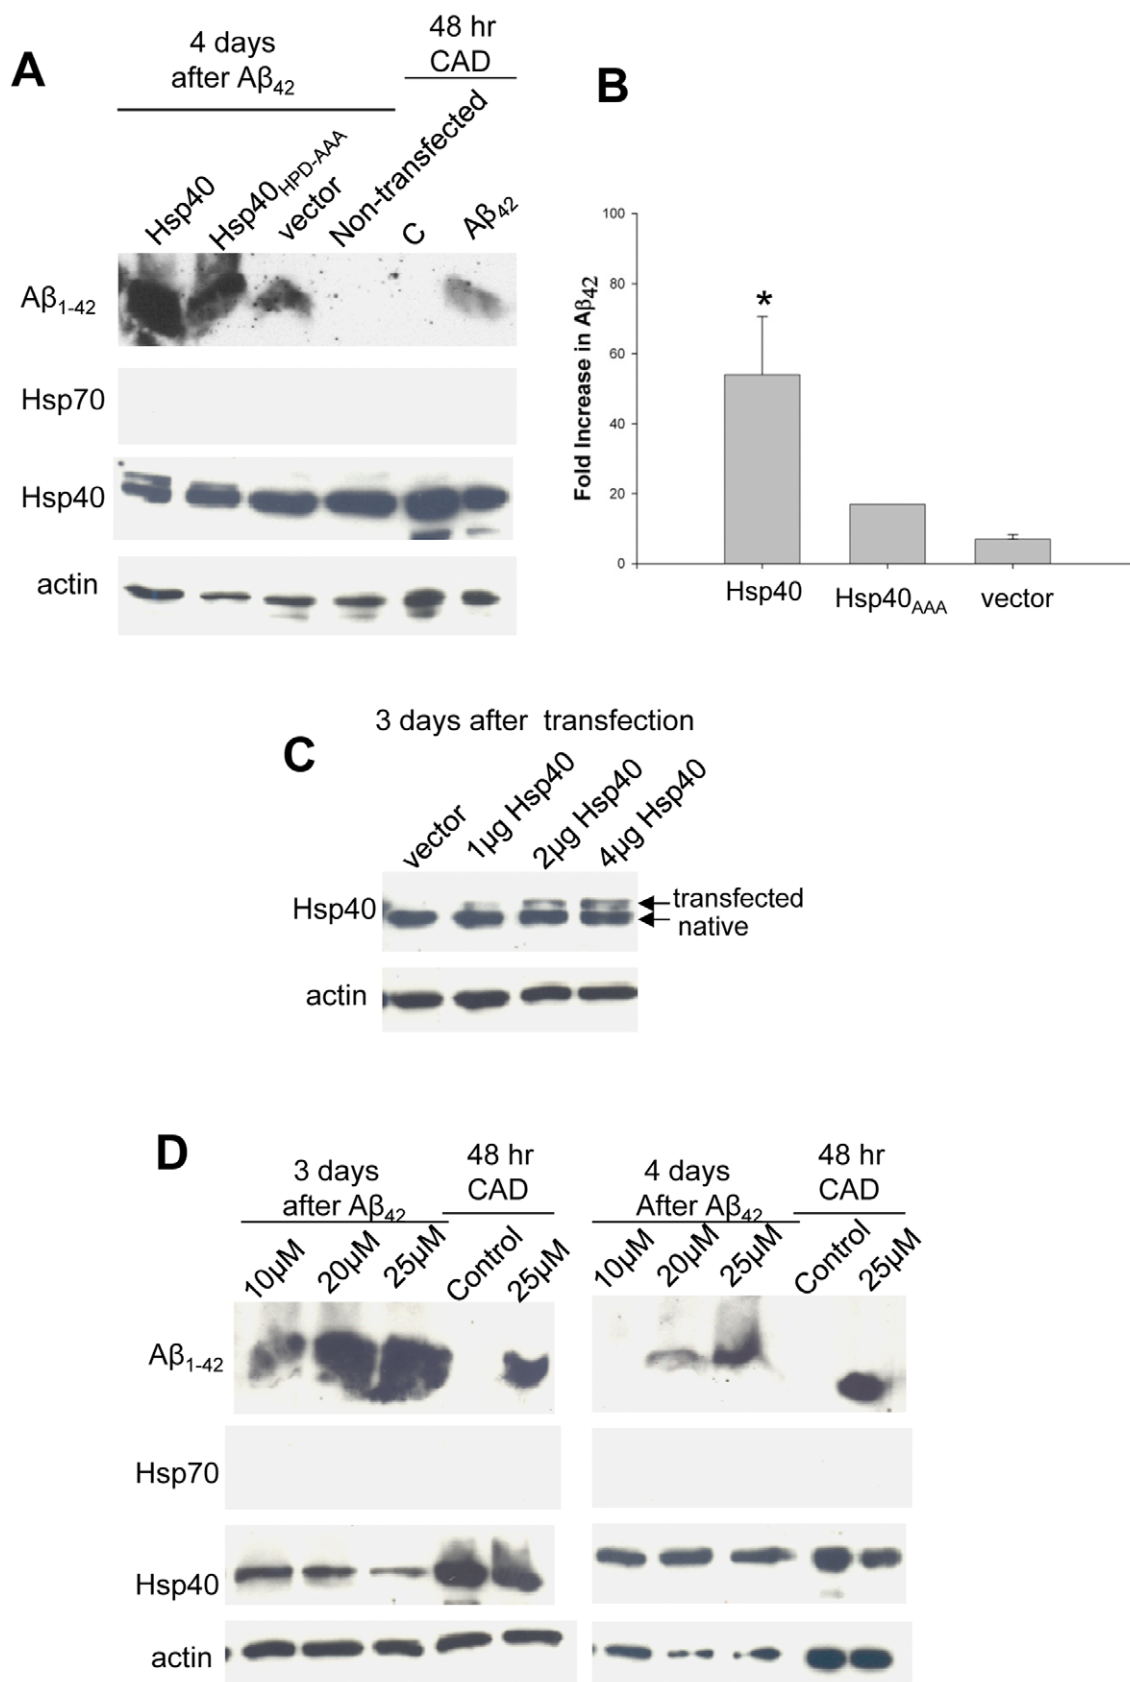 A
4 days
after Aβ42
48 hr
CAD
Hsp40
Hsp40HPD-AAA
vector
Non-transfected
C
Aβ42
Aβ1-42
Hsp70
Hsp40
actin
B
Fold Increase in Aβ42
100
80
60
40
20
0
*
Hsp40
Hsp40AAA
vector
C
3 days after transfection
vector
1µg Hsp40
2µg Hsp40
4µg Hsp40
Hsp40
transfected
native
actin
D
3 days
after Aβ42
48 hr
CAD
10µM
20µM
25µM
Control
25µM
4 days
After Aβ42
48 hr
CAD
10µM
20µM
25µM
Control
25µM
Aβ1-42
Hsp70
Hsp40
actin